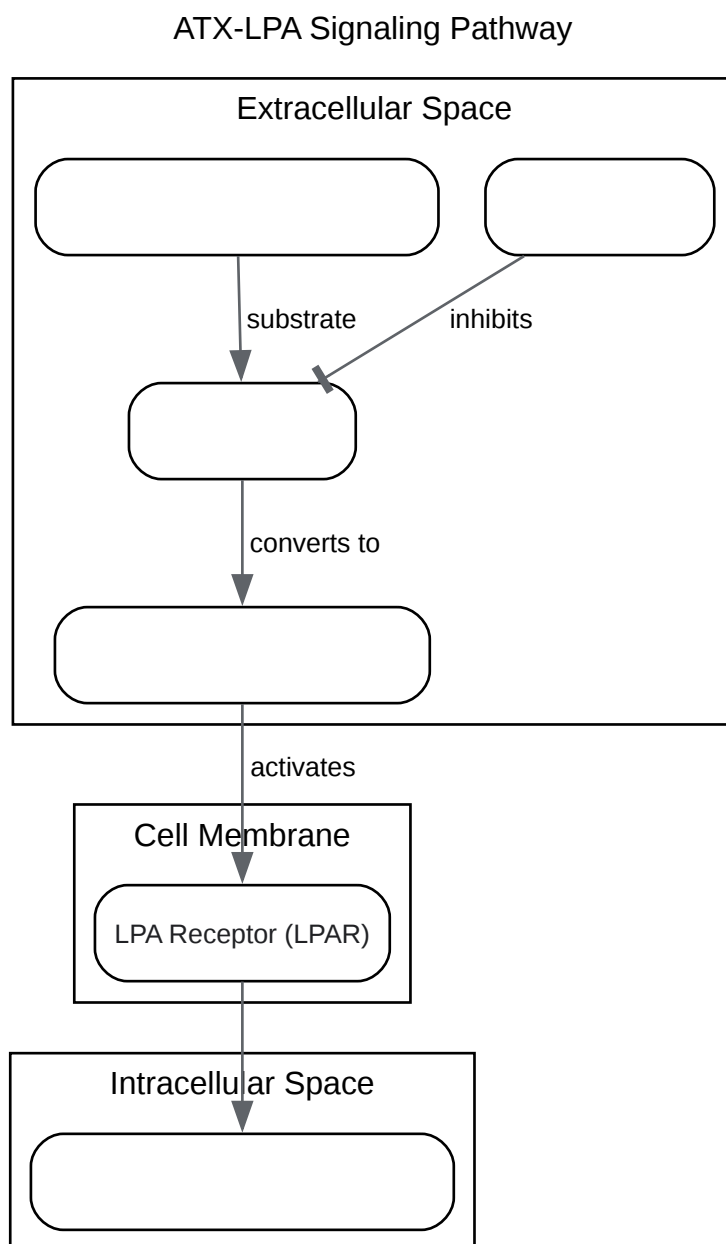 ATX-LPA Signaling Pathway
Extracellular Space
substrate
inhibits
converts to
activates
Cell Membrane
LPA Receptor (LPAR)
Intracellular Space